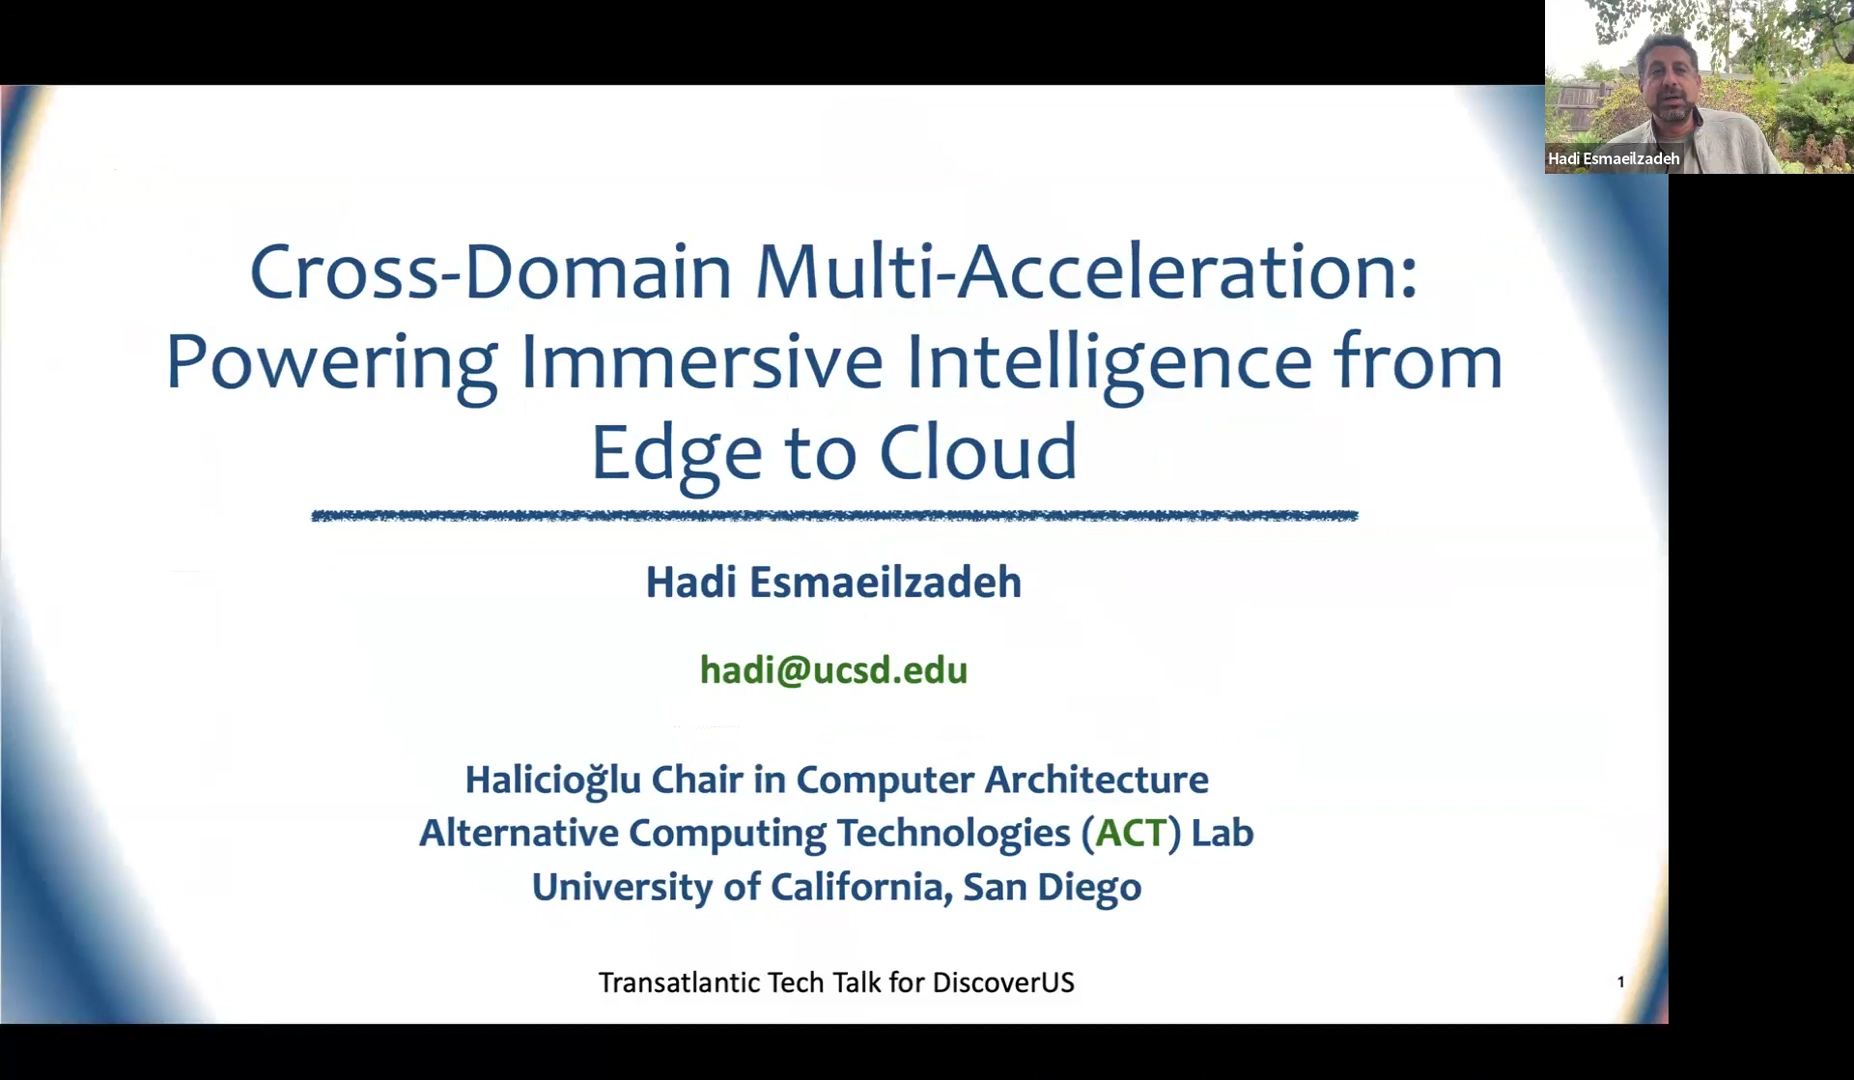 Hadi Esmaeilzadeh
Cross-Domain Multi-Acceleration:
Powering Immersive Intelligence from
Edge to Cloud
Hadi Esmaeilzadeh
hadi@ucsd.edu
Halicioğlu Chair in Computer Architecture
Alternative Computing Technologies (ACT) Lab
University of California, San Diego
Transatlantic Tech Talk for DiscoverUS
1